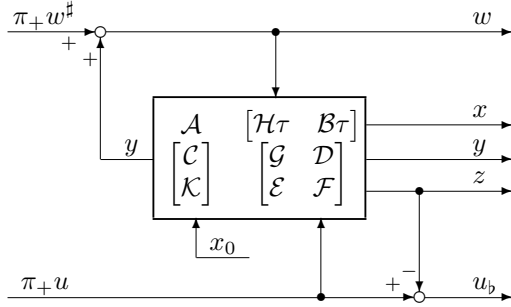 π₊w♯ w
+ +
x
𝒜 [ℋτ ℬτ]
y [𝒞 𝒦] [𝒢 𝒟 ℰ ℱ] y
z
x₀
π₊u + − u♭